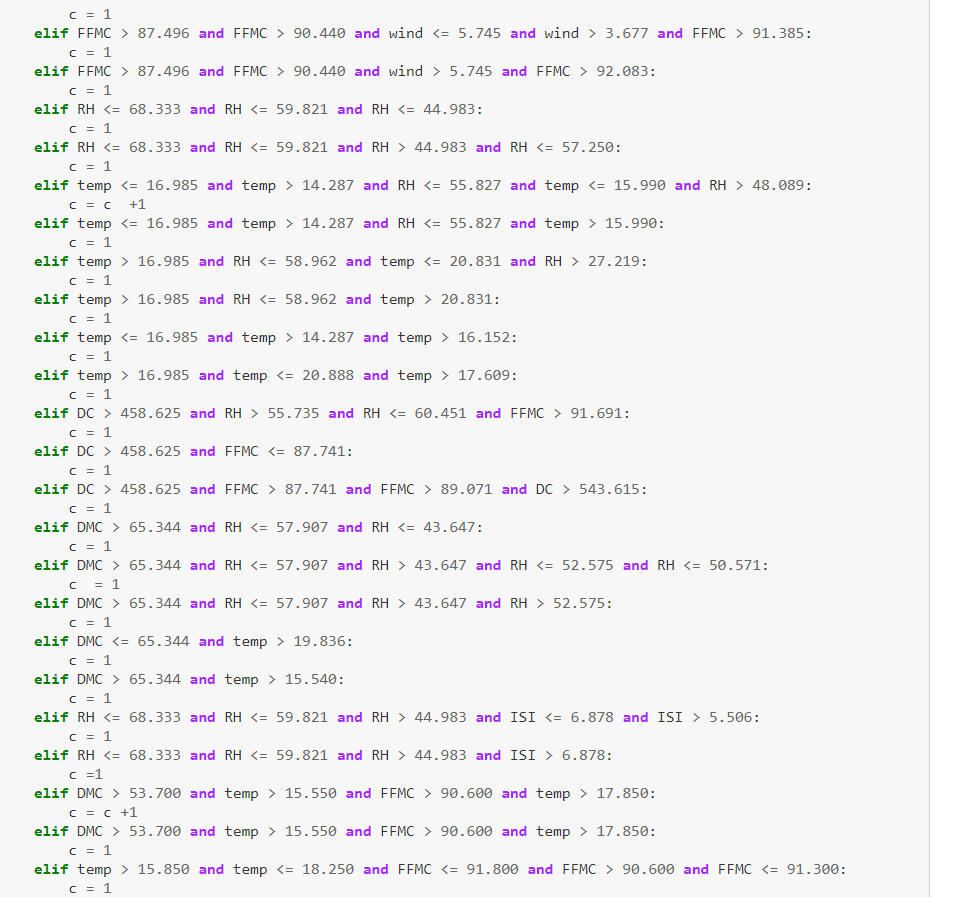 c = 1
elif FFMC > 87.496 and FFMC > 90.440 and wind <= 5.745 and wind > 3.677 and FFMC > 91.385:
c = 1
elif FFMC > 87.496 and FFMC > 90.440 and wind > 5.745 and FFMC > 92.083:
c = 1
elif RH <= 68.333 and RH <= 59.821 and RH <= 44.983:
c = 1
elif RH <= 68.333 and RH <= 59.821 and RH > 44.983 and RH <= 57.250:
c = 1
elif temp <= 16.985 and temp > 14.287 and RH <= 55.827 and temp <= 15.990 and RH > 48.089:
c = c  +1
elif temp <= 16.985 and temp > 14.287 and RH <= 55.827 and temp > 15.990:
c = 1
elif temp > 16.985 and RH <= 58.962 and temp <= 20.831 and RH > 27.219:
c = 1
elif temp > 16.985 and RH <= 58.962 and temp > 20.831:
c = 1
elif temp <= 16.985 and temp > 14.287 and temp > 16.152:
c = 1
elif temp > 16.985 and temp <= 20.888 and temp > 17.609:
c = 1
elif DC > 458.625 and RH > 55.735 and RH <= 60.451 and FFMC > 91.691:
c = 1
elif DC > 458.625 and FFMC <= 87.741:
c = 1
elif DC > 458.625 and FFMC > 87.741 and FFMC > 89.071 and DC > 543.615:
c = 1
elif DMC > 65.344 and RH <= 57.907 and RH <= 43.647:
c = 1
elif DMC > 65.344 and RH <= 57.907 and RH > 43.647 and RH <= 52.575 and RH <= 50.571:
c  = 1
elif DMC > 65.344 and RH <= 57.907 and RH > 43.647 and RH > 52.575:
c = 1
elif DMC <= 65.344 and temp > 19.836:
c = 1
elif DMC > 65.344 and temp > 15.540:
c = 1
elif RH <= 68.333 and RH <= 59.821 and RH > 44.983 and ISI <= 6.878 and ISI > 5.506:
c = 1
elif RH <= 68.333 and RH <= 59.821 and RH > 44.983 and ISI > 6.878:
c =1
elif DMC > 53.700 and temp > 15.550 and FFMC > 90.600 and temp > 17.850:
c = c +1
elif DMC > 53.700 and temp > 15.550 and FFMC > 90.600 and temp > 17.850:
c = 1
elif temp > 15.850 and temp <= 18.250 and FFMC <= 91.800 and FFMC > 90.600 and FFMC <= 91.300:
c = 1